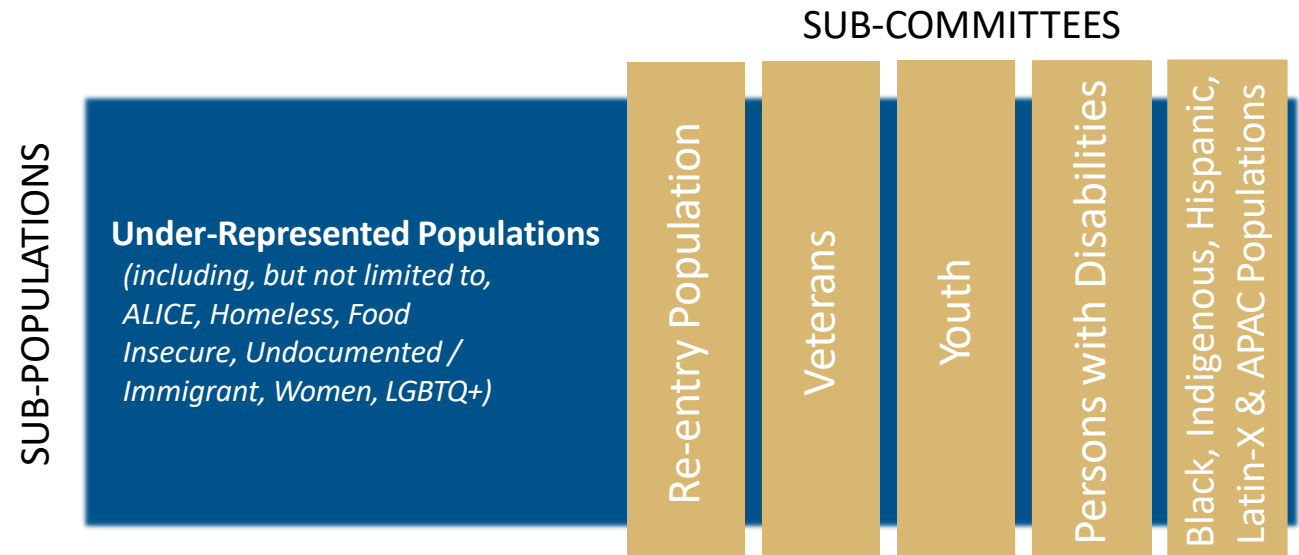 SUB-COMMITTEES
SUB-POPULATIONS
Under-Represented Populations
(including, but not limited to,
ALICE, Homeless, Food
Insecure, Undocumented /
Immigrant, Women, LGBTQ+)
Re-entry Population
Veterans
Youth
Persons with Disabilities
Black, Indigenous, Hispanic,
Latin-X & APAC Populations